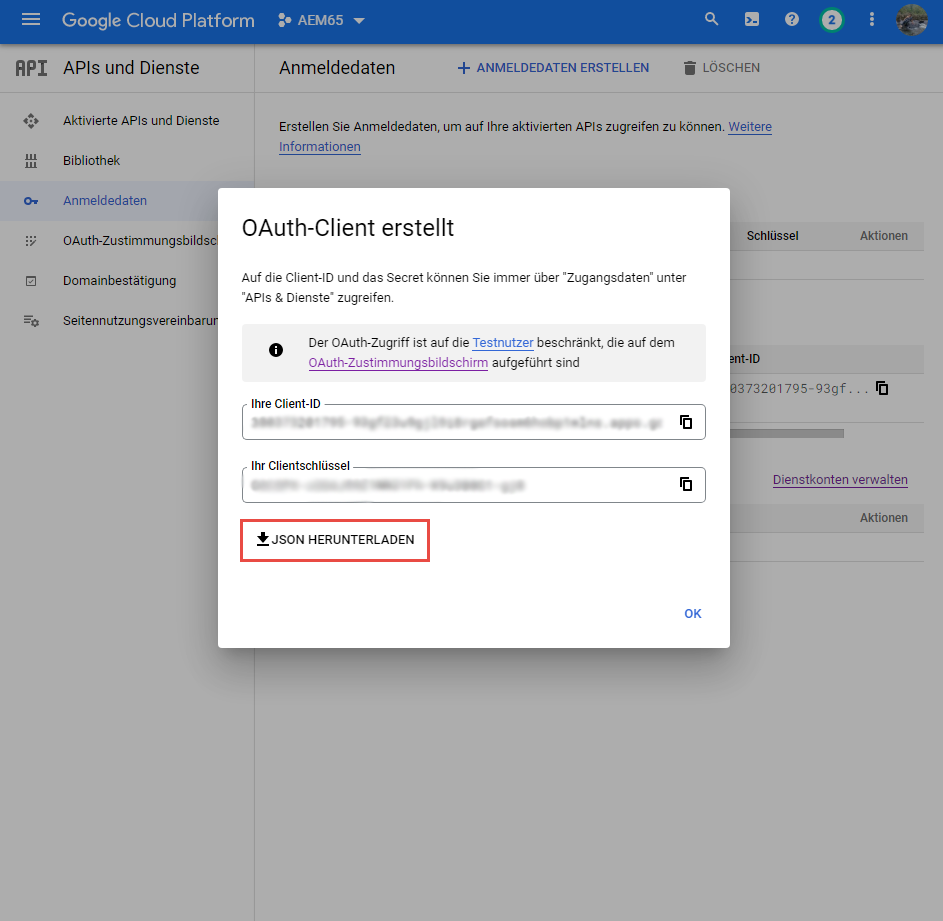 Google Cloud Platform AEM65 2
API APIs und Dienste
Anmeldedaten ANMELDEDATEN ERSTELLEN LÖSCHEN
Aktivierte APIs und Dienste
Bibliothek
Anmeldedaten
OAuth-Zustimmungsbildsc
Domainbestätigung
Seitennutzungsvereinbarun
Erstellen Sie Anmeldedaten, um auf Ihre aktivierten APIs zugreifen zu können. Weitere
Informationen
Schlüssel Aktionen
ent-ID
0373201795-93gf...
Dienstkonten verwalten
Aktionen
OAuth-Client erstellt
Auf die Client-ID und das Secret können Sie immer über "Zugangsdaten" unter
"APIs & Dienste" zugreifen.
Der OAuth-Zugriff ist auf die Testnutzer beschränkt, die auf dem
OAuth-Zustimmungsbildschirm aufgeführt sind
Ihre Client-ID
Ihr Clientschlüssel
JSON HERUNTERLADEN
OK